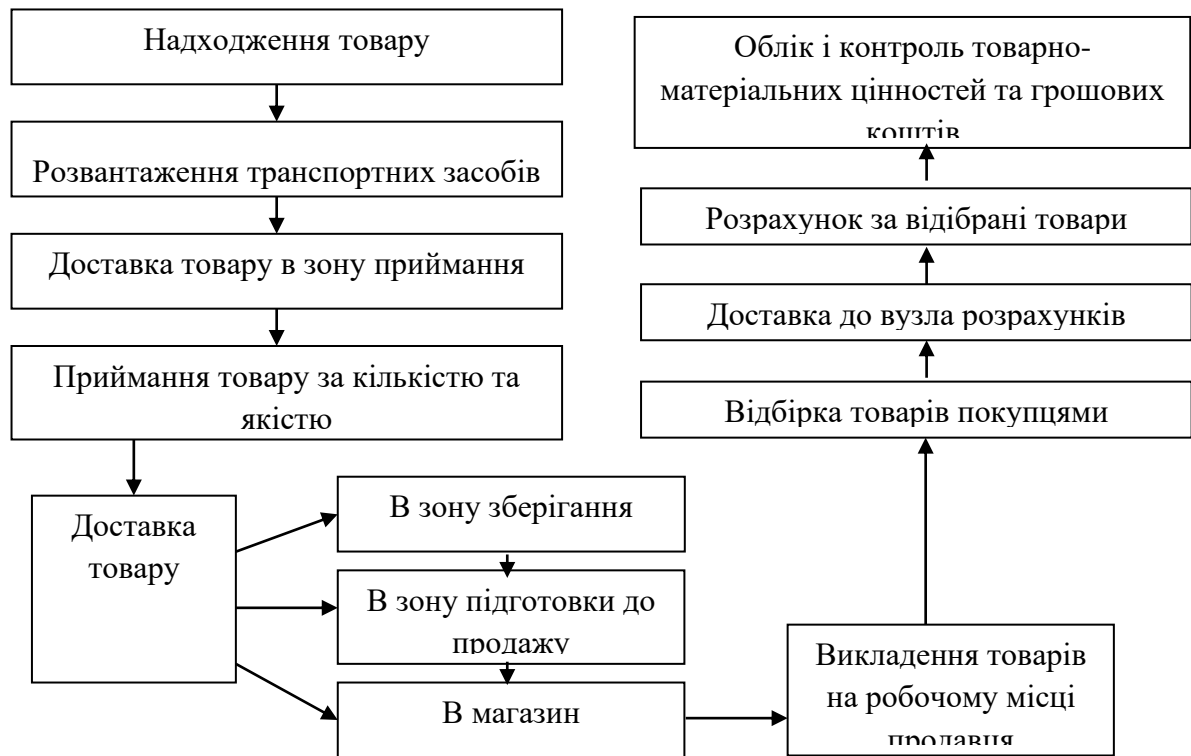 Надходження товару
Розвантаження транспортних засобів
Доставка товару в зону приймання
Приймання товару за кількістю та
якістю
Доставка
товару
В зону зберігання
В зону підготовки до
продажу
В магазин
Викладення товарів
на робочому місці
продавця
Відбірка товарів покупцями
Доставка до вузла розрахунків
Розрахунок за відібрані товари
Облік і контроль товарно-
матеріальних цінностей та грошових
коштів